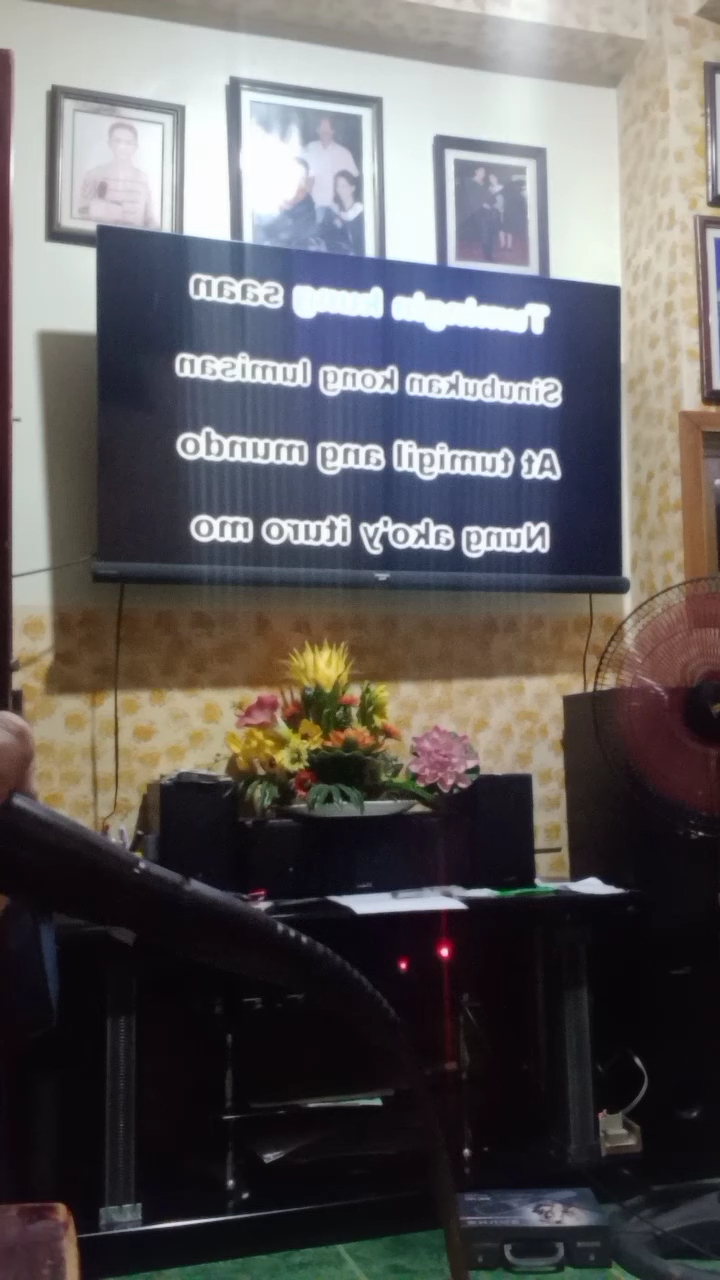 Tumingin kung saan
Sinubukan kong lumisan
At tumigil ang mundo
Nung ako'y ituro mo